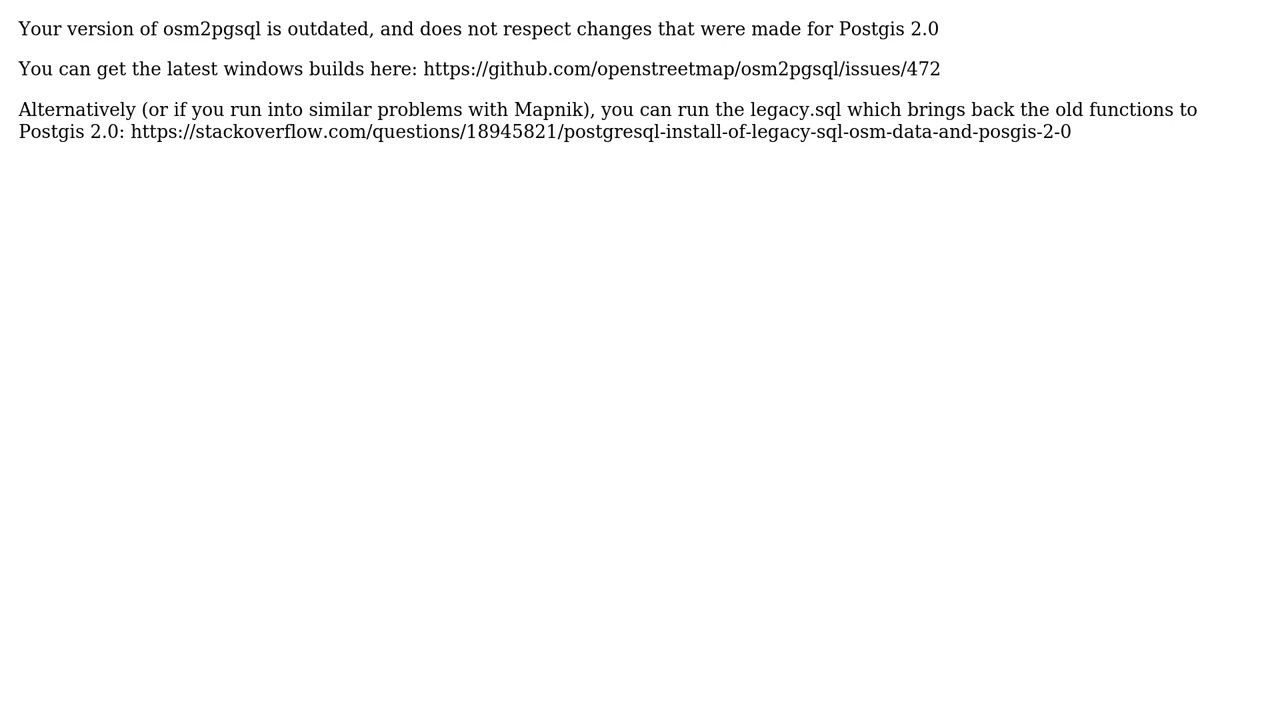 Your version of osm2pgsql is outdated, and does not respect changes that were made for Postgis 2.0
You can get the latest windows builds here: https://github.com/openstreetmap/osm2pgsql/issues/472
Alternatively (or if you run into similar problems with Mapnik), you can run the legacy.sql which brings back the old functions to
Postgis 2.0: https://stackoverflow.com/questions/18945821/postgresql-install-of-legacy-sql-osm-data-and-posgis-2-0